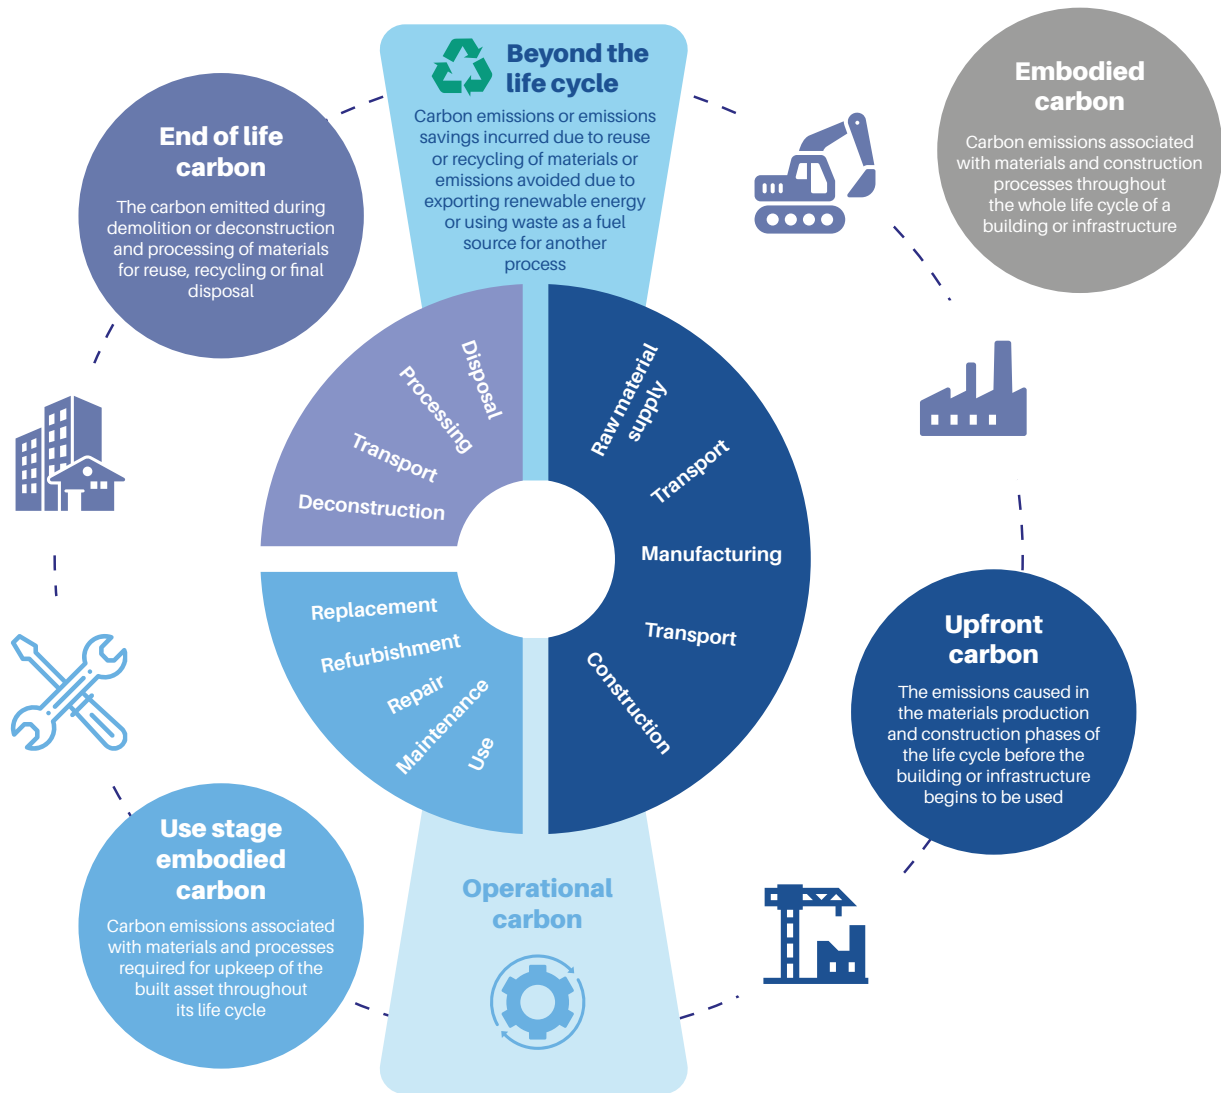 Beyond the
life cycle
Carbon emissions or emissions
savings incurred due to reuse
or recycling of materials or
emissions avoided due to
exporting renewable energy
or using waste as a fuel
source for another
process
Embodied
carbon
Carbon emissions associated
with materials and construction
processes throughout
the whole life cycle of a
building or infrastructure
End of life
carbon
The carbon emitted during
demolition or deconstruction
and processing of materials
for reuse, recycling or final
disposal
Raw material
supply
Transport
Manufacturing
Transport
Construction
Disposal
Processing
Transport
Deconstruction
Replacement
Refurbishment
Repair
Maintenance
Use
Upfront
carbon
The emissions caused in
the materials production
and construction phases of
the life cycle before the
building or infrastructure
begins to be used
Use stage
embodied
carbon
Carbon emissions associated
with materials and processes
required for upkeep of the
built asset throughout
its life cycle
Operational
carbon